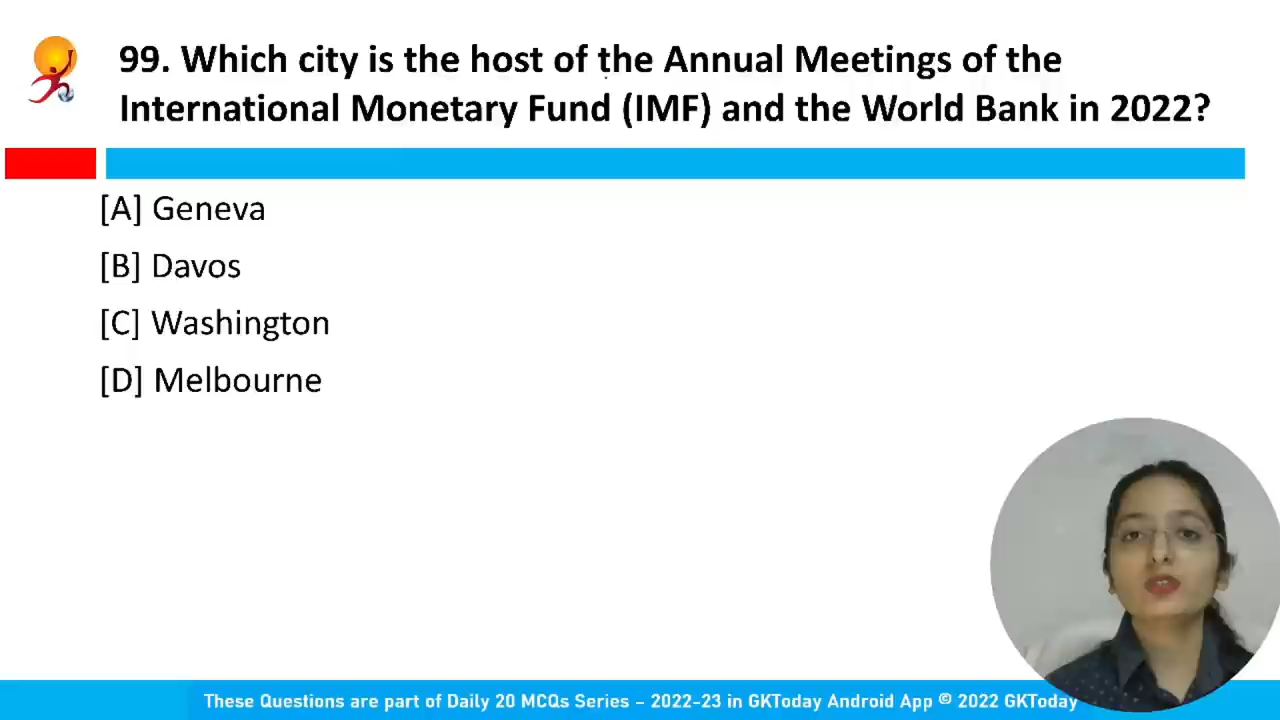 99. Which city is the host of the Annual Meetings of the
International Monetary Fund (IMF) and the World Bank in 2022?
[A] Geneva
[B] Davos
[C] Washington
[D] Melbourne
These Questions are part of Daily 20 MCQs Series – 2022-23 in GKToday Android App © 2022 GKToday